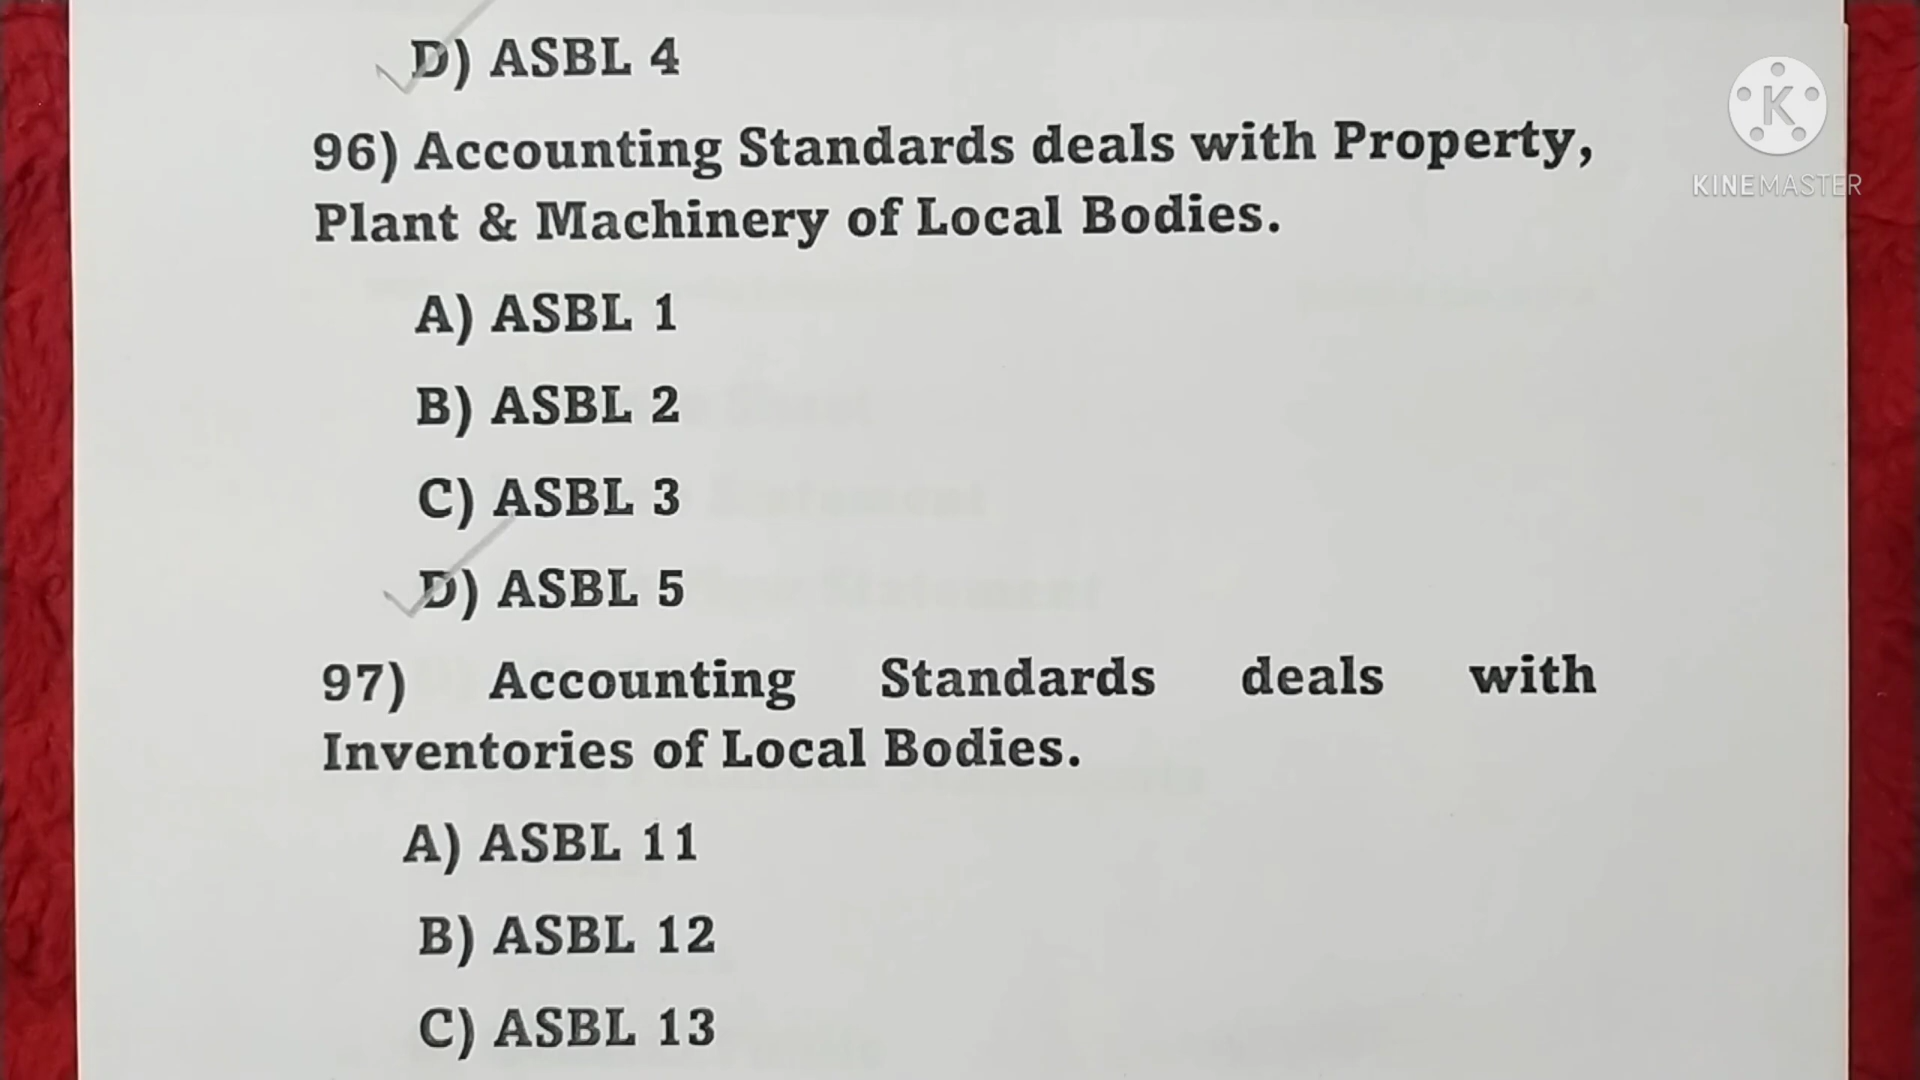 D) ASBL 4
96) Accounting Standards deals with Property,
Plant & Machinery of Local Bodies.
A) ASBL 1
B) ASBL 2
C) ASBL 3
D) ASBL 5
97) Accounting Standards deals with
Inventories of Local Bodies.
A) ASBL 11
B) ASBL 12
C) ASBL 13
K
KINEMASTER